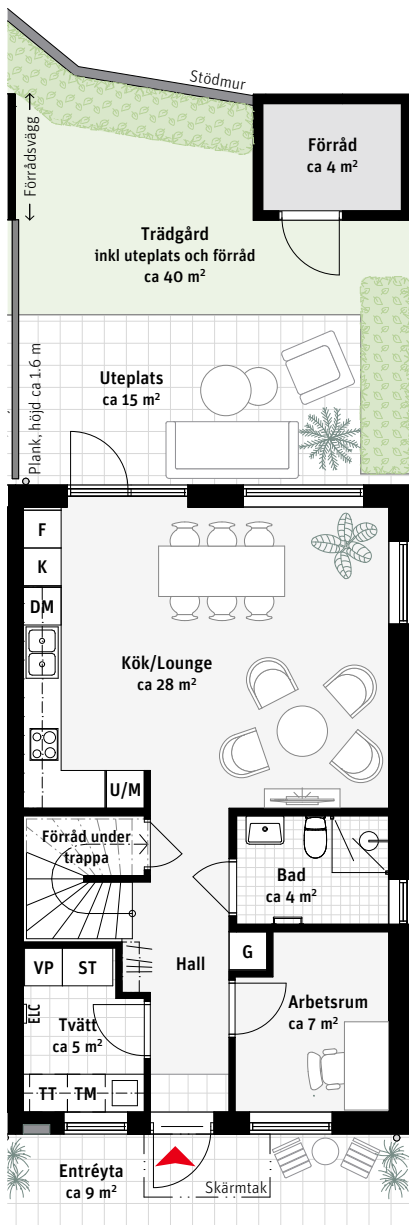 Stödmur
Förrådsvägg
Förråd
ca 4 m²
Trädgård
inkl uteplats och förråd
ca 40 m²
Plank, höjd ca 1.6 m
Uteplats
ca 15 m²
F
K
DM
Kök/Lounge
ca 28 m²
U/M
Förråd under
trappa
Bad
ca 4 m²
Hall
G
VP
ST
ELC
Tvätt
ca 5 m²
Arbetsrum
ca 7 m²
TT
TM
Entréyta
ca 9 m²
Skärmtak